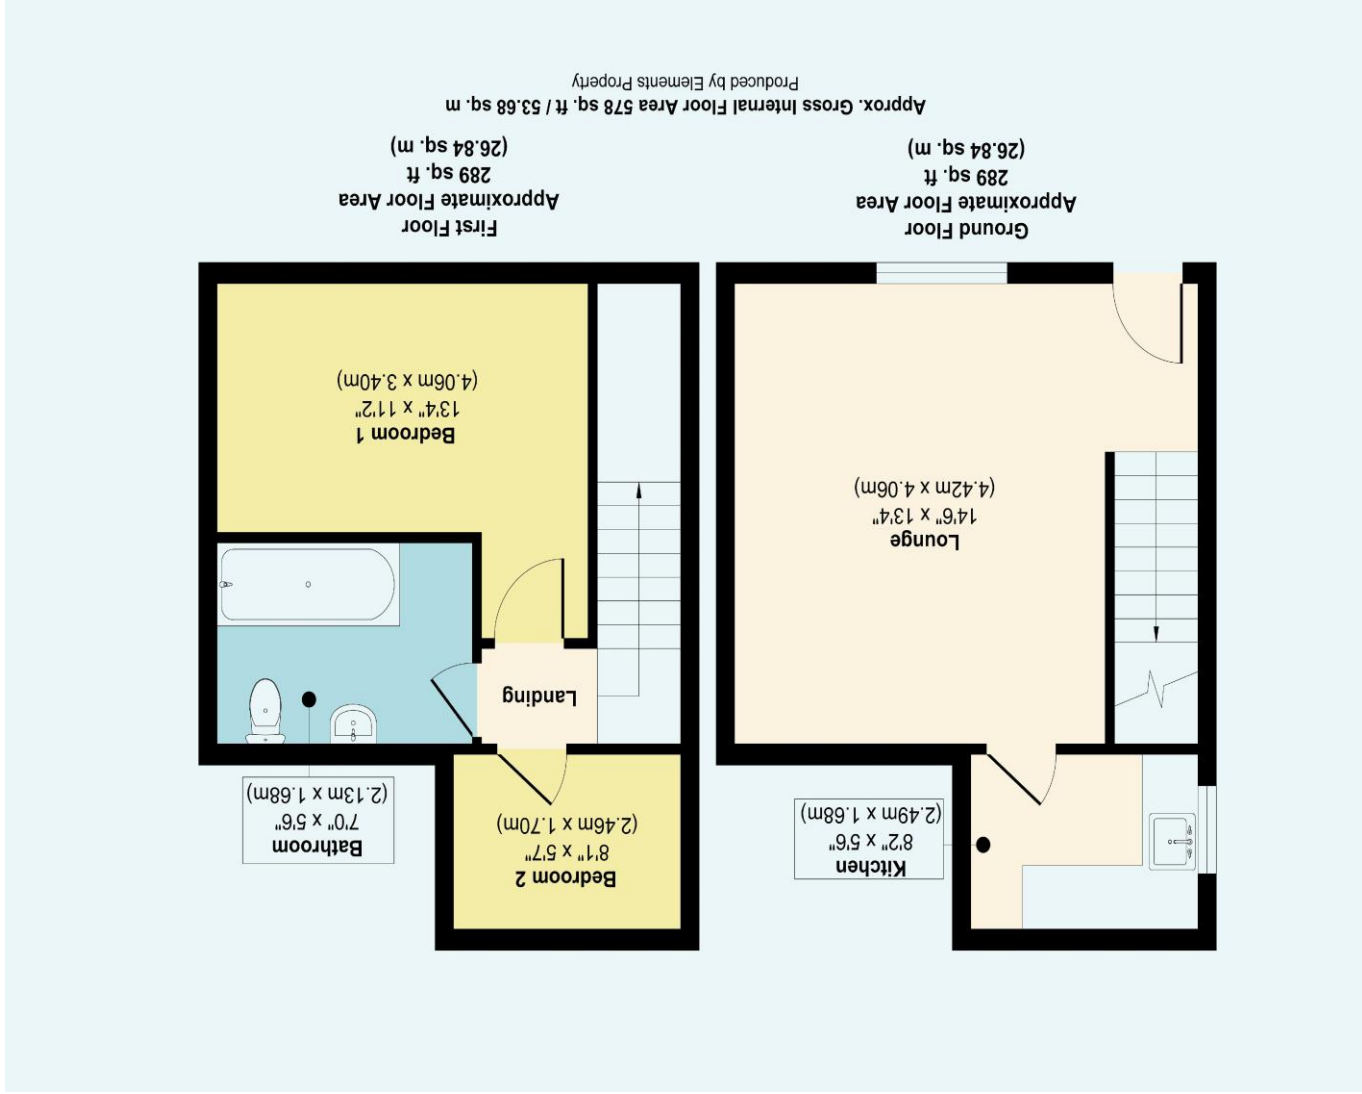 Kitchen
8'2" x 5'6"
(2.49m x 1.68m)
Lounge
14'6" x 13'4"
(4.42m x 4.06m)
Ground Floor
Approximate Floor Area
289 sq. ft
(26.84 sq. m)
Bedroom 2
8'1" x 5'7"
(2.46m x 1.70m)
Bathroom
7'0" x 5'6"
(2.13m x 1.68m)
Landing
Bedroom 1
13'4" x 11'2"
(4.06m x 3.40m)
First Floor
Approximate Floor Area
289 sq. ft
(26.84 sq. m)
Approx. Gross Internal Floor Area 578 sq. ft / 53.68 sq. m
Produced by Elements Property